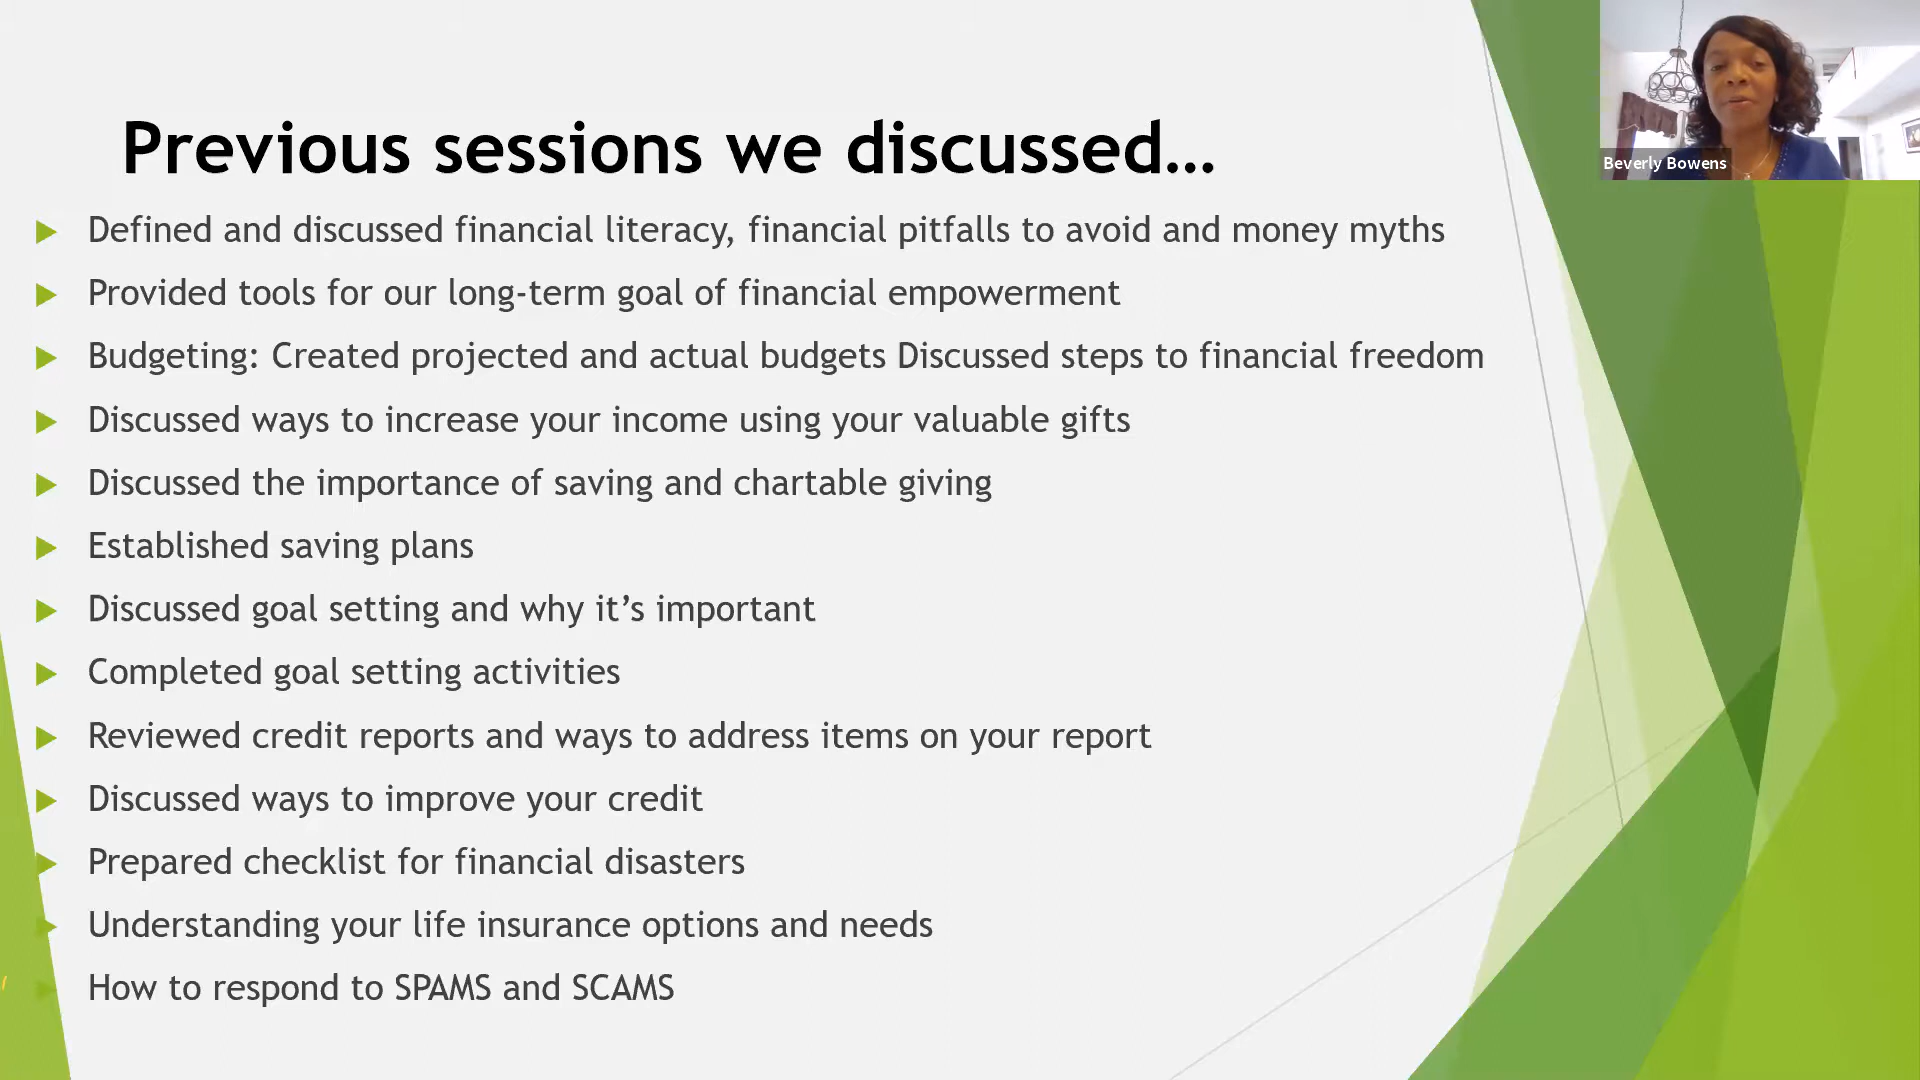 Previous sessions we discussed…
Defined and discussed financial literacy, financial pitfalls to avoid and money myths
Provided tools for our long-term goal of financial empowerment
Budgeting: Created projected and actual budgets Discussed steps to financial freedom
Discussed ways to increase your income using your valuable gifts
Discussed the importance of saving and chartable giving
Established saving plans
Discussed goal setting and why it’s important
Completed goal setting activities
Reviewed credit reports and ways to address items on your report
Discussed ways to improve your credit
Prepared checklist for financial disasters
Understanding your life insurance options and needs
How to respond to SPAMS and SCAMS
Beverly Bowens